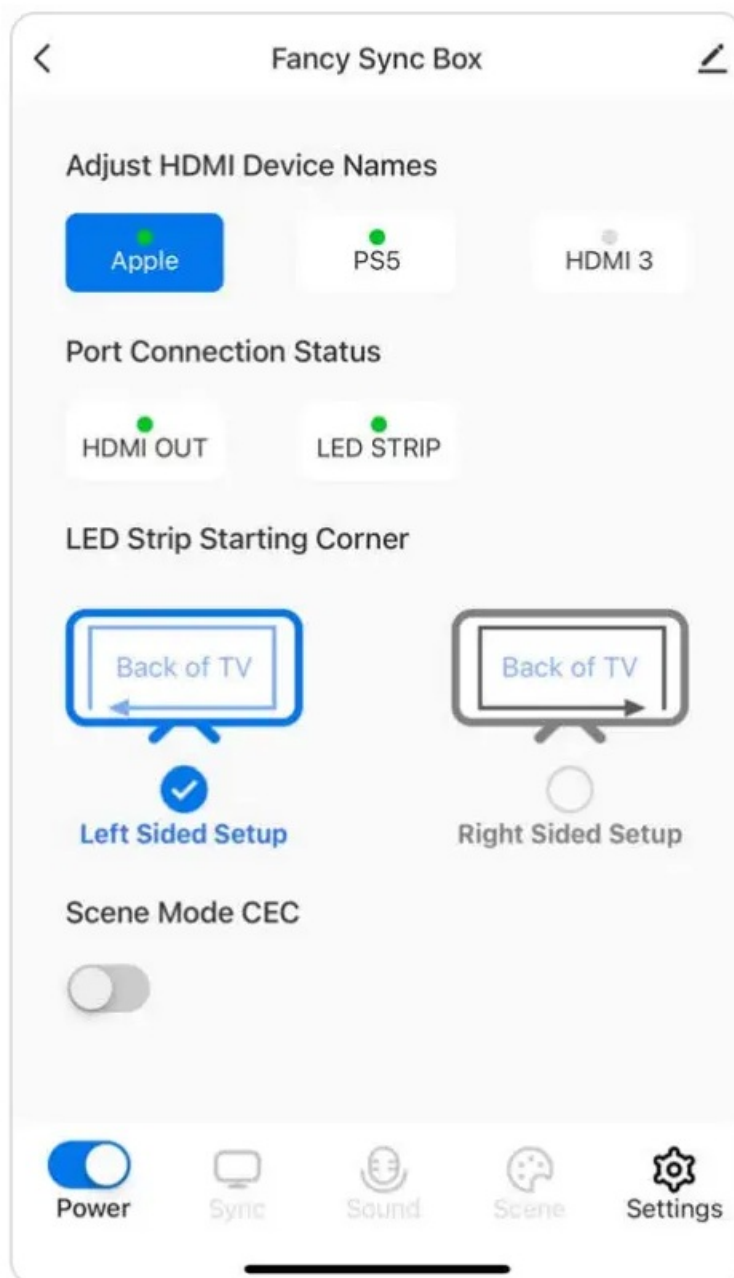 Fancy Sync Box
Adjust HDMI Device Names
Apple PS5 HDMI 3
Port Connection Status
HDMI OUT LED STRIP
LED Strip Starting Corner
Back of TV Back of TV
Left Sided Setup Right Sided Setup
Scene Mode CEC
Power Sync Sound Scene Settings